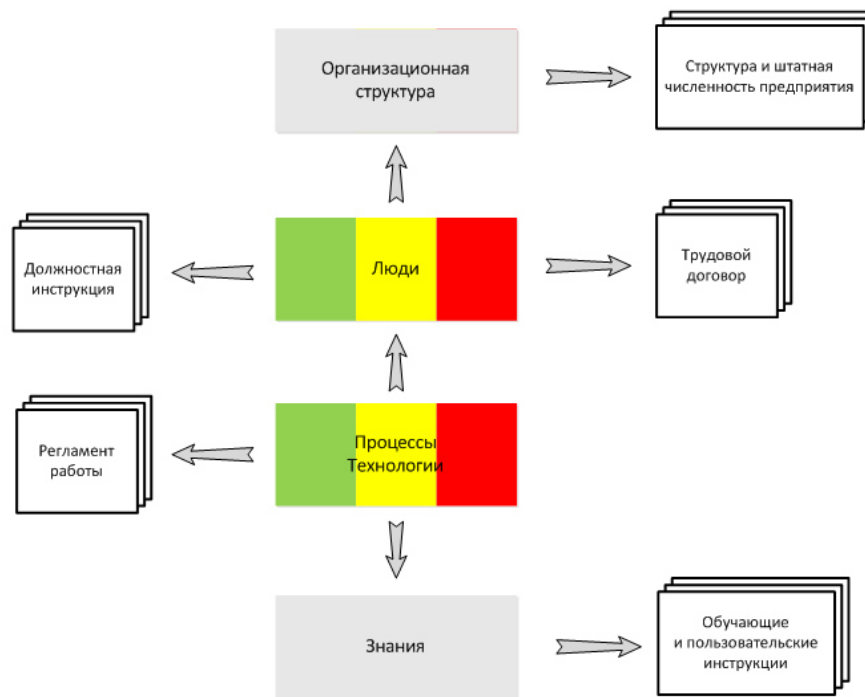 Организационная
структура
Структура и штатная
численность предприятия
Должностная
инструкция
Люди
Трудовой
договор
Регламент
работы
Процессы
Технологии
Знания
Обучающие
и пользовательские
инструкции